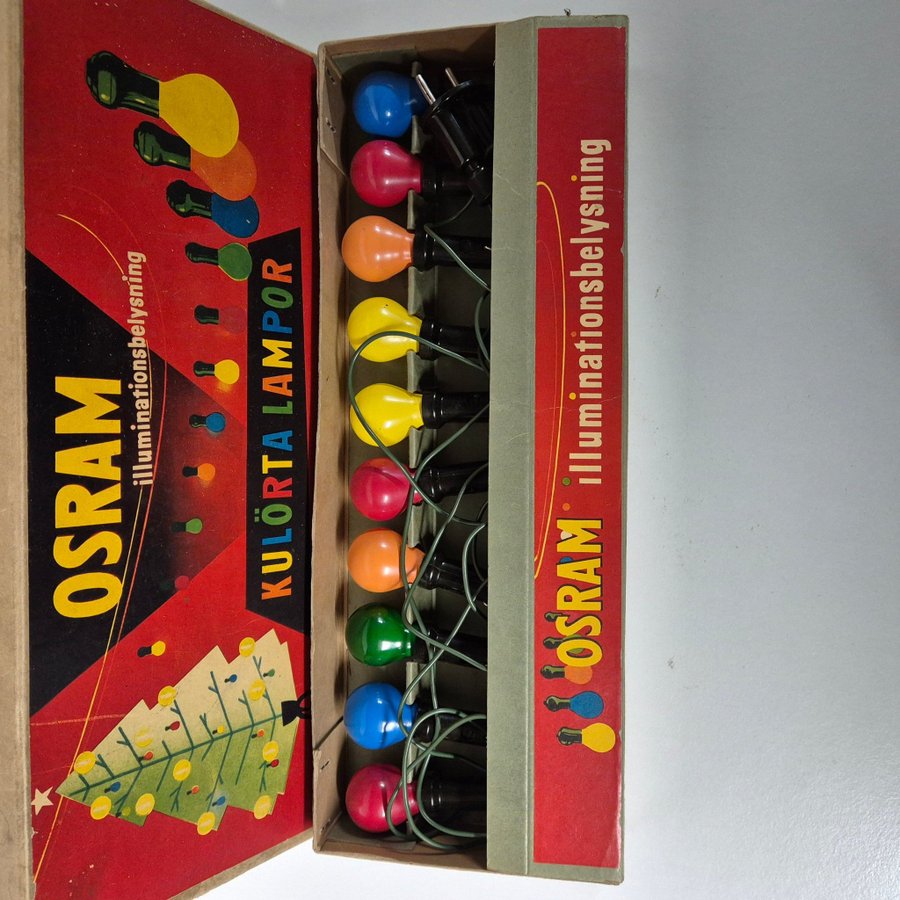 OSRAM
illuminationsbelysning
KULÖRTA LAMPOR
OSRAM illuminationsbelysning